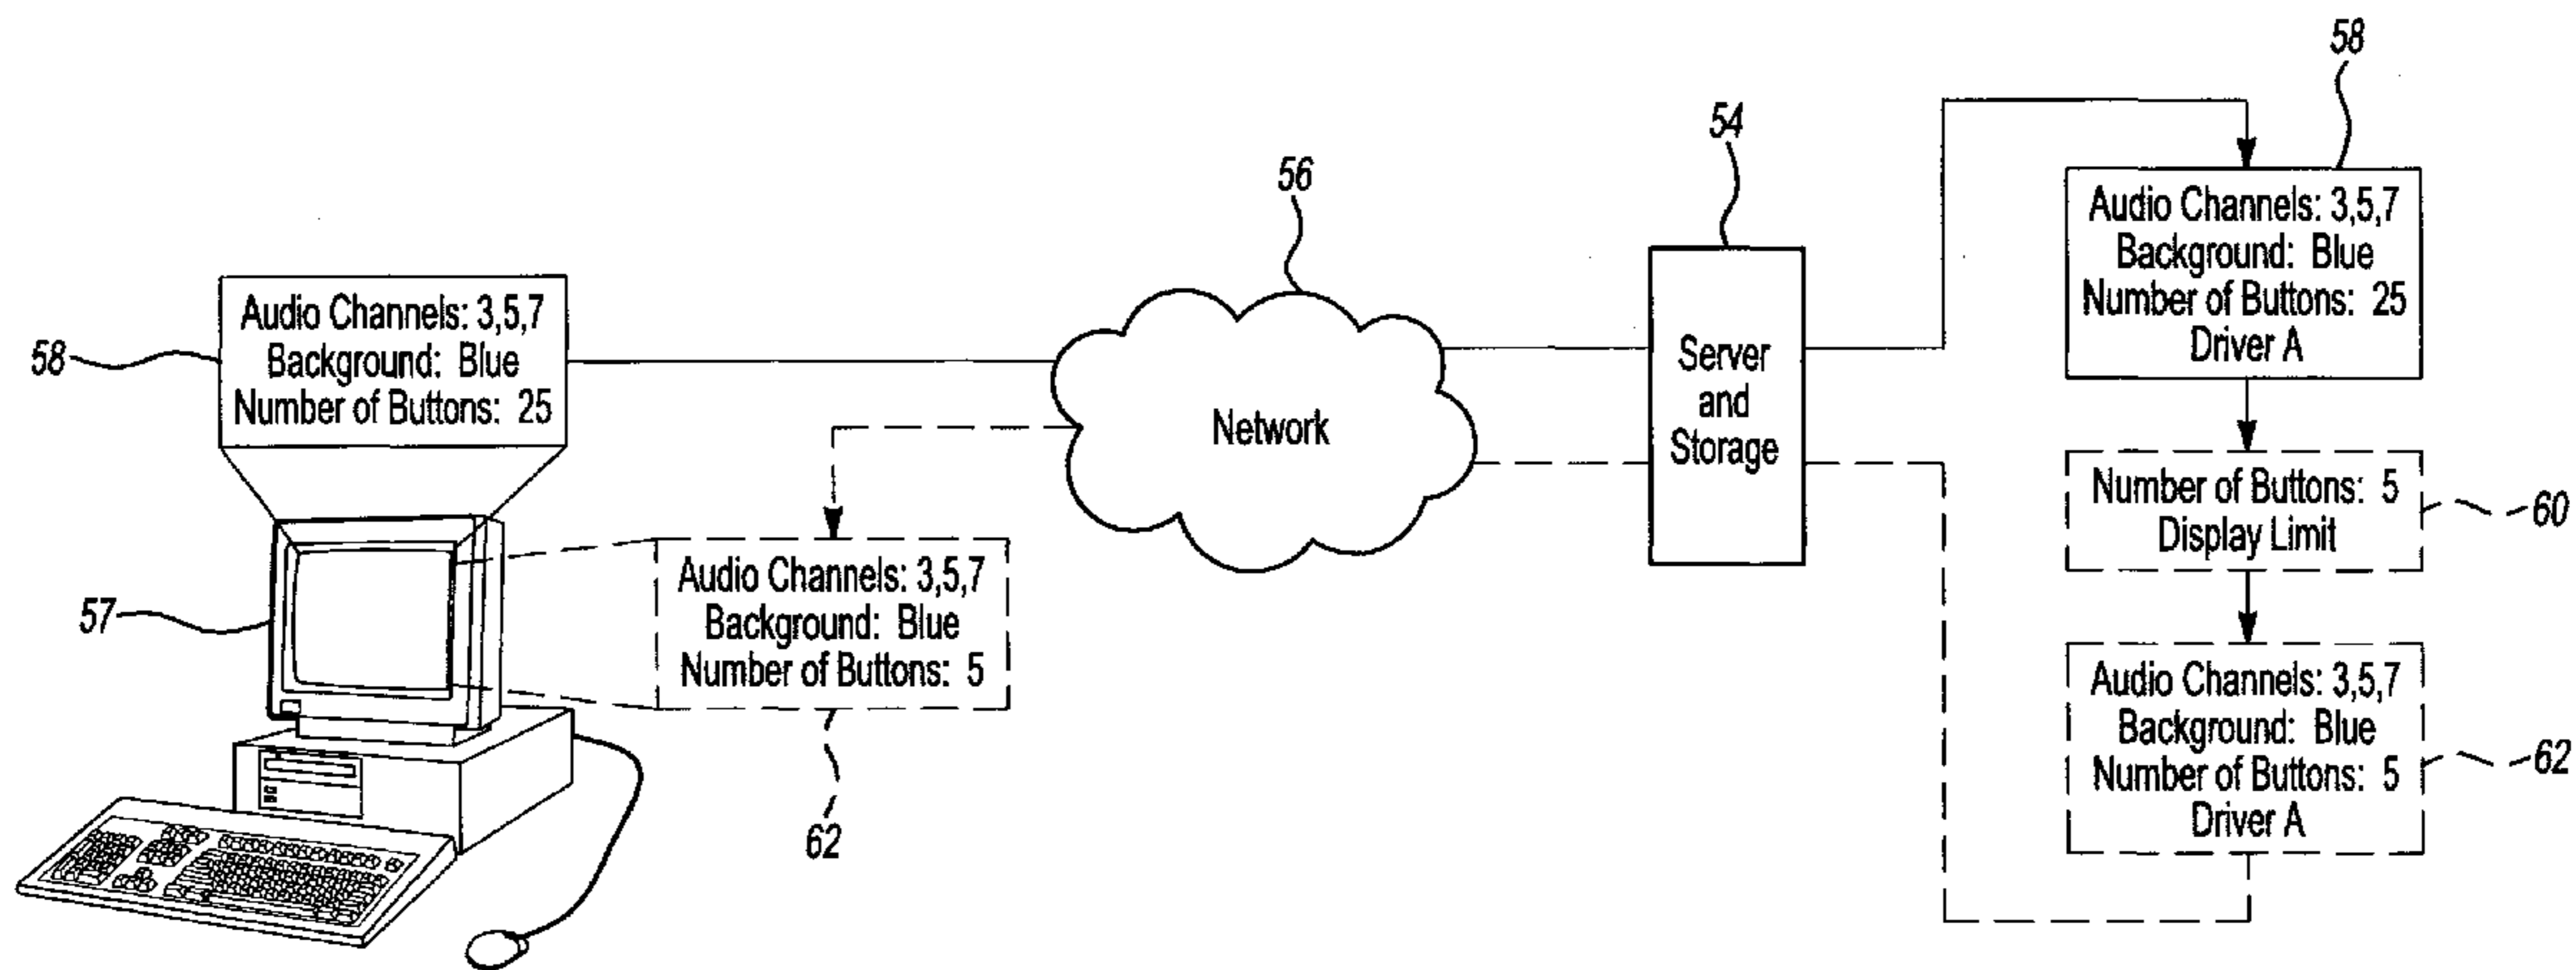 58
54
56
Audio Channels: 3,5,7
Background: Blue
Number of Buttons: 25
Driver A
Audio Channels: 3,5,7
Background: Blue
Number of Buttons: 25
58
Server
and
Storage
Network
Number of Buttons: 5
Display Limit
60
Audio Channels: 3,5,7
Background: Blue
Number of Buttons: 5
57
62
Audio Channels: 3,5,7
Background: Blue
Number of Buttons: 5
Driver A
62